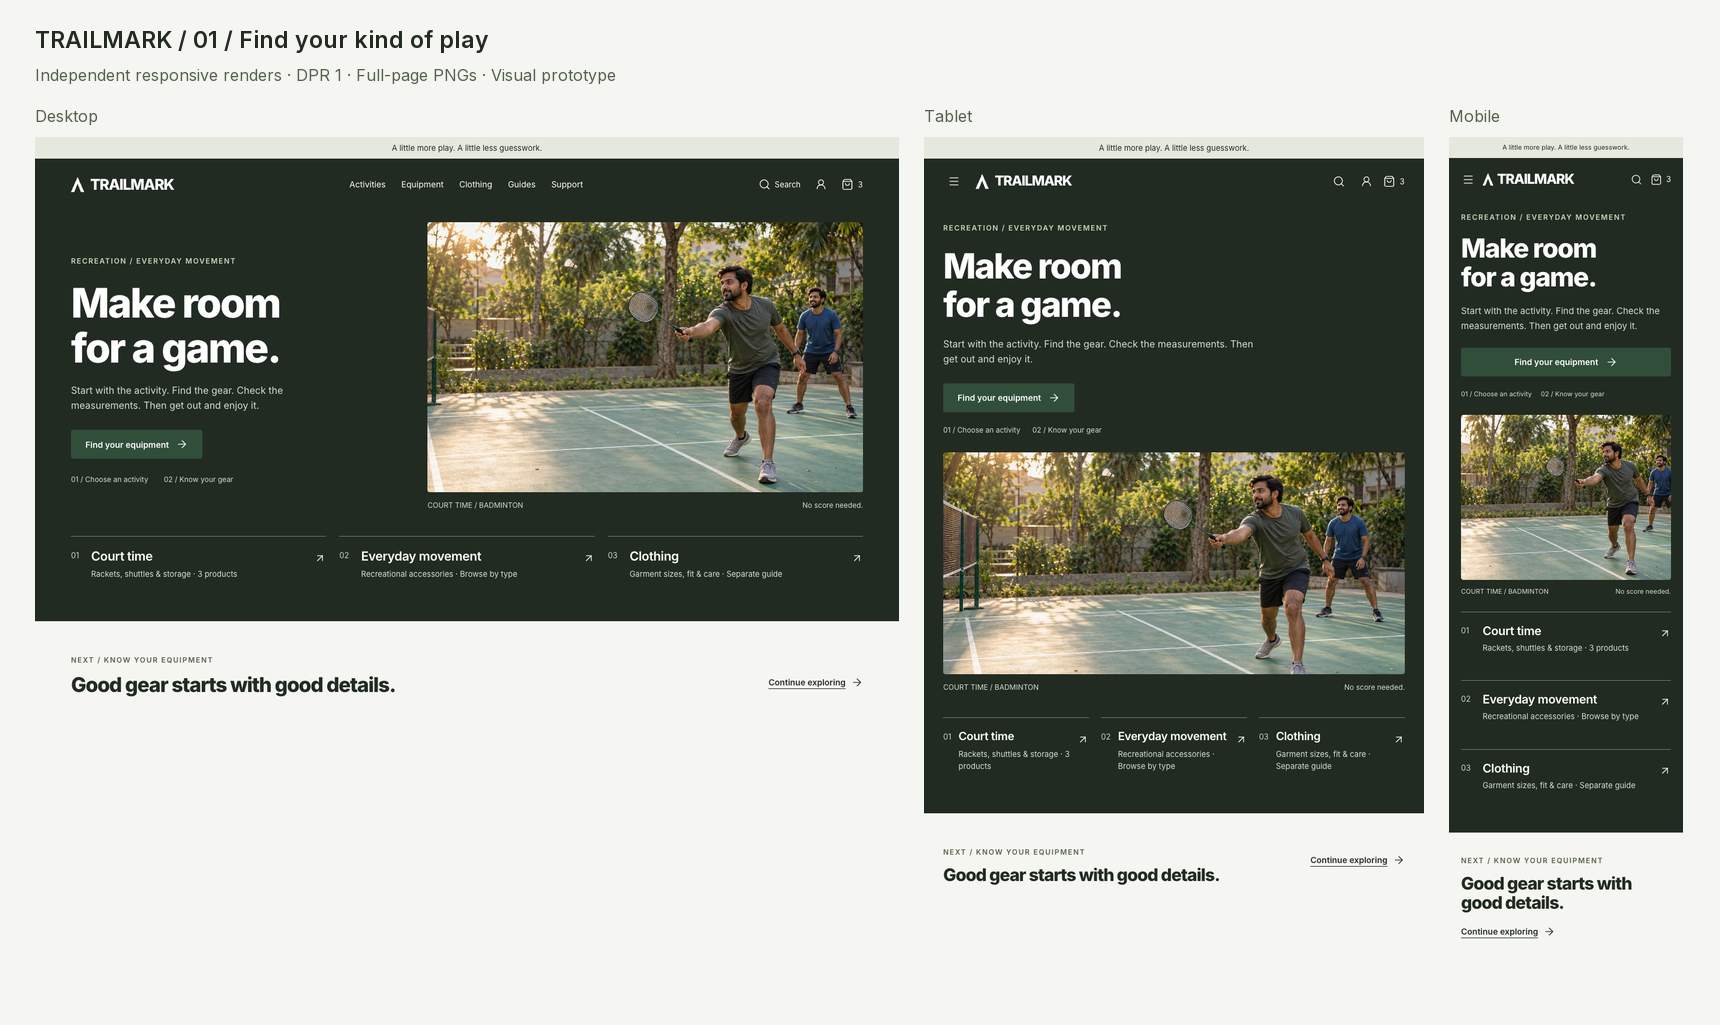 TRAILMARK / 01 / Find your kind of play
Independent responsive renders · DPR 1 · Full-page PNGs · Visual prototype
Desktop
A little more play. A little less guesswork.
TRAILMARK
Activities
Equipment
Clothing
Guides
Support
Search
3
RECREATION / EVERYDAY MOVEMENT
Make room
for a game.
Start with the activity. Find the gear. Check the
measurements. Then get out and enjoy it.
Find your equipment
01 / Choose an activity
02 / Know your gear
COURT TIME / BADMINTON
No score needed.
01
Court time
Rackets, shuttles & storage · 3 products
02
Everyday movement
Recreational accessories · Browse by type
03
Clothing
Garment sizes, fit & care · Separate guide
NEXT / KNOW YOUR EQUIPMENT
Good gear starts with good details.
Continue exploring
Tablet
A little more play. A little less guesswork.
TRAILMARK
3
RECREATION / EVERYDAY MOVEMENT
Make room
for a game.
Start with the activity. Find the gear. Check the measurements. Then
get out and enjoy it.
Find your equipment
01 / Choose an activity
02 / Know your gear
COURT TIME / BADMINTON
No score needed.
01
Court time
Rackets, shuttles & storage · 3
products
02
Everyday movement
Recreational accessories ·
Browse by type
03
Clothing
Garment sizes, fit & care ·
Separate guide
NEXT / KNOW YOUR EQUIPMENT
Good gear starts with good details.
Continue exploring
Mobile
A little more play. A little less guesswork.
TRAILMARK
3
RECREATION / EVERYDAY MOVEMENT
Make room
for a game.
Start with the activity. Find the gear. Check the
measurements. Then get out and enjoy it.
Find your equipment
01 / Choose an activity
02 / Know your gear
COURT TIME / BADMINTON
No score needed.
01
Court time
Rackets, shuttles & storage · 3 products
02
Everyday movement
Recreational accessories · Browse by type
03
Clothing
Garment sizes, fit & care · Separate guide
NEXT / KNOW YOUR EQUIPMENT
Good gear starts with
good details.
Continue exploring